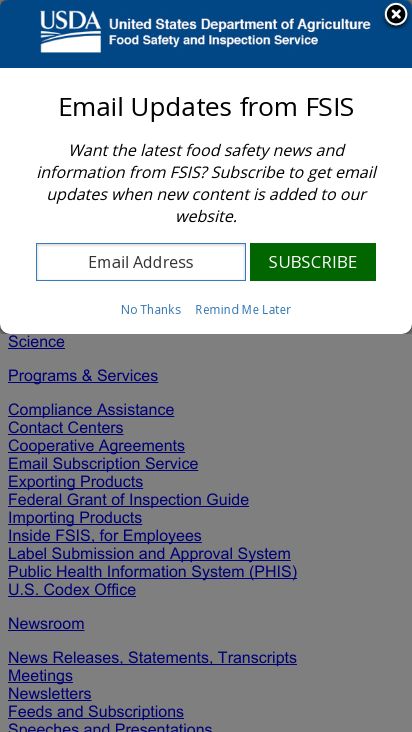 USDA United States Department of Agriculture
Food Safety and Inspection Service
Email Updates from FSIS
Want the latest food safety news and
information from FSIS? Subscribe to get email
updates when new content is added to our
website.
Email Address SUBSCRIBE
No Thanks Remind Me Later
Science
Programs & Services
Compliance Assistance
Contact Centers
Cooperative Agreements
Email Subscription Service
Exporting Products
Federal Grant of Inspection Guide
Importing Products
Inside FSIS, for Employees
Label Submission and Approval System
Public Health Information System (PHIS)
U.S. Codex Office
Newsroom
News Releases, Statements, Transcripts
Meetings
Newsletters
Feeds and Subscriptions
Speeches and Presentations